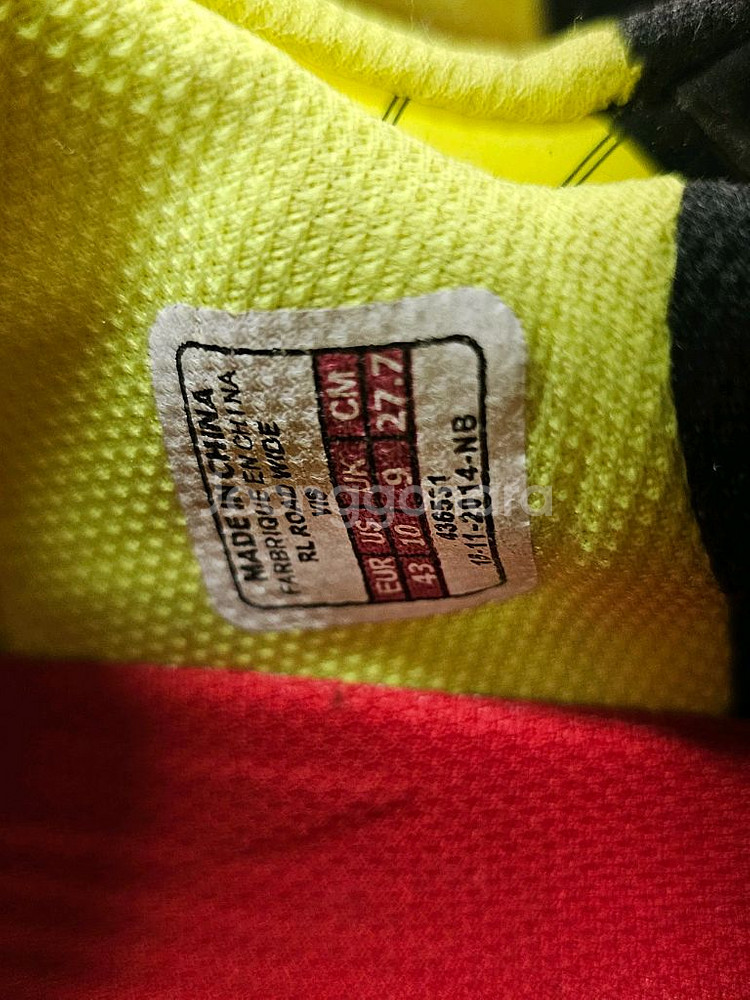 MADE IN CHINA
FARBRIQUE EN CHINA
RL ROAD WIDE
VIS
EUR US UK CM
43 10 9 27.7
436551
-11-2014-NB